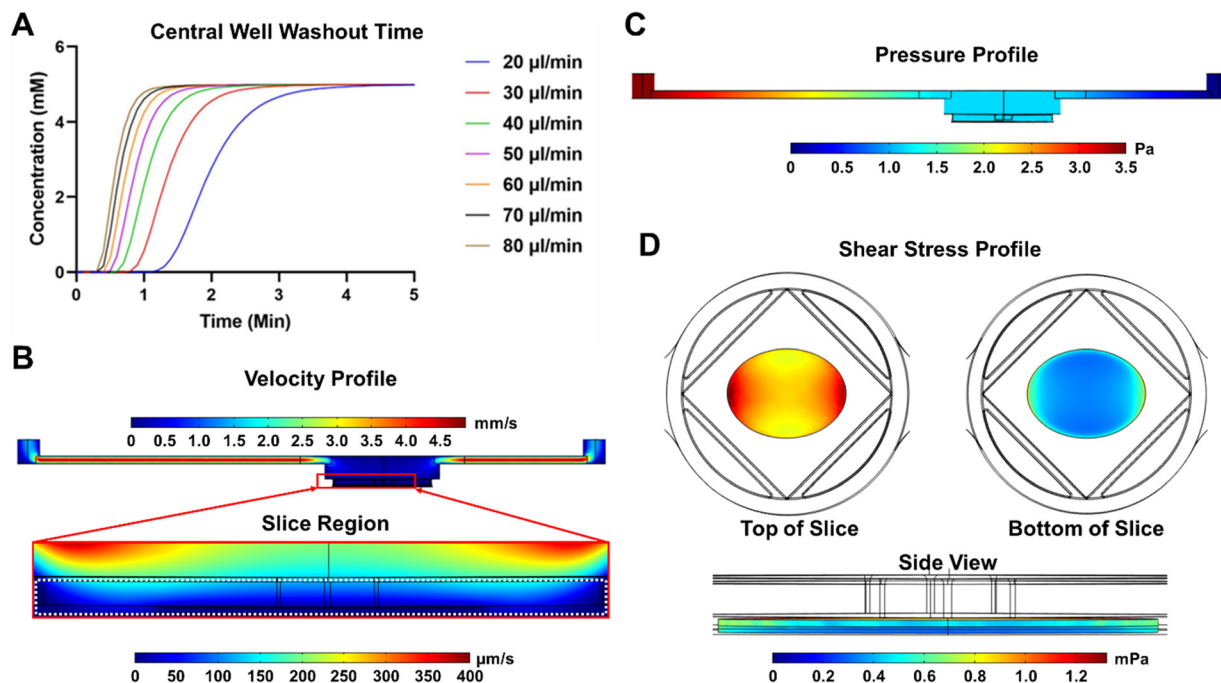 A
Central Well Washout Time
Concentration (mM)
6
4
2
0
0 1 2 3 4 5
Time (Min)
20 µl/min
30 µl/min
40 µl/min
50 µl/min
60 µl/min
70 µl/min
80 µl/min
B
Velocity Profile
mm/s
0 0.5 1.0 1.5 2.0 2.5 3.0 3.5 4.0 4.5
Slice Region
µm/s
0 50 100 150 200 250 300 350 400
C
Pressure Profile
Pa
0 0.5 1.0 1.5 2.0 2.5 3.0 3.5
D
Shear Stress Profile
Top of Slice
Bottom of Slice
Side View
mPa
0 0.2 0.4 0.6 0.8 1.0 1.2